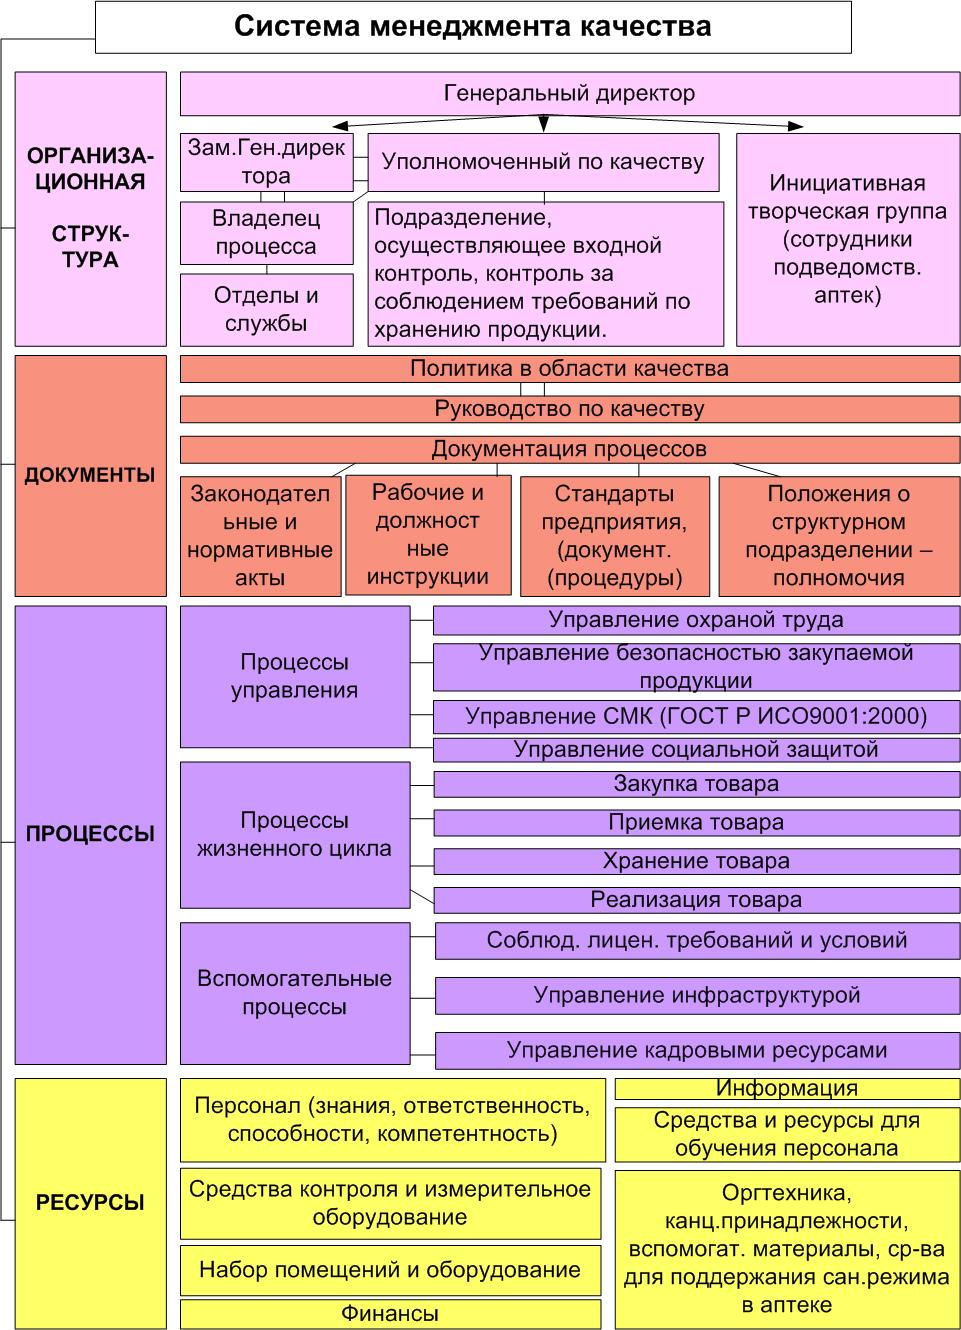 Система менеджмента качества
ОРГАНИЗА-
ЦИОННАЯ
СТРУК-
ТУРА
Генеральный директор
Зам.Ген.дирек
тора
Уполномоченный по качеству
Инициативная
творческая группа
(сотрудники
подведомств.
аптек)
Владелец
процесса
Подразделение,
осуществляющее входной
контроль, контроль за
соблюдением требований по
хранению продукции.
Отделы и
службы
ДОКУМЕНТЫ
Политика в области качества
Руководство по качеству
Документация процессов
Законодател
ьные и
нормативные
акты
Рабочие и
должност
ные
инструкции
Стандарты
предприятия,
(документ.
(процедуры)
Положения о
структурном
подразделении –
полномочия
ПРОЦЕССЫ
Процессы
управления
Управление охраной труда
Управление безопасностью закупаемой
продукции
Управление СМК (ГОСТ Р ИСО9001:2000)
Управление социальной защитой
Процессы
жизненного цикла
Закупка товара
Приемка товара
Хранение товара
Реализация товара
Вспомогательные
процессы
Соблюд. лицен. требований и условий
Управление инфраструктурой
Управление кадровыми ресурсами
РЕСУРСЫ
Персонал (знания, ответственность,
способности, компетентность)
Средства контроля и измерительное
оборудование
Набор помещений и оборудование
Финансы
Информация
Средства и ресурсы для
обучения персонала
Оргтехника,
канц.принадлежности,
вспомогат. материалы, ср-ва
для поддержания сан.режима
в аптеке